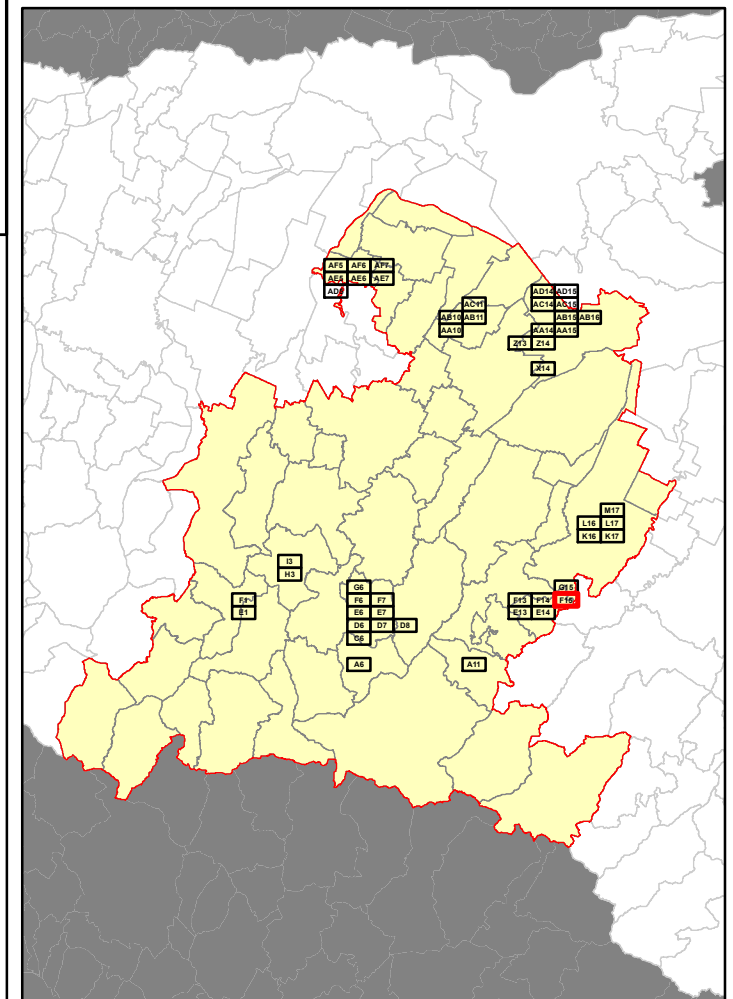 AF5 AF6 AF7
AE5 AE6 AE7
AD14 AD15
AC11 AC14 AC15
AB10 AB11 AB15 AB16
AA10 AA14 AA15
Z13 Z14
X14
M17
L16 L17
K16 K17
I3
H3
G6 G15
F1 F6 F7 F13 F14 F15
E1 E6 E7 E13 E14
D6 D7 D8
C6
A6 A11